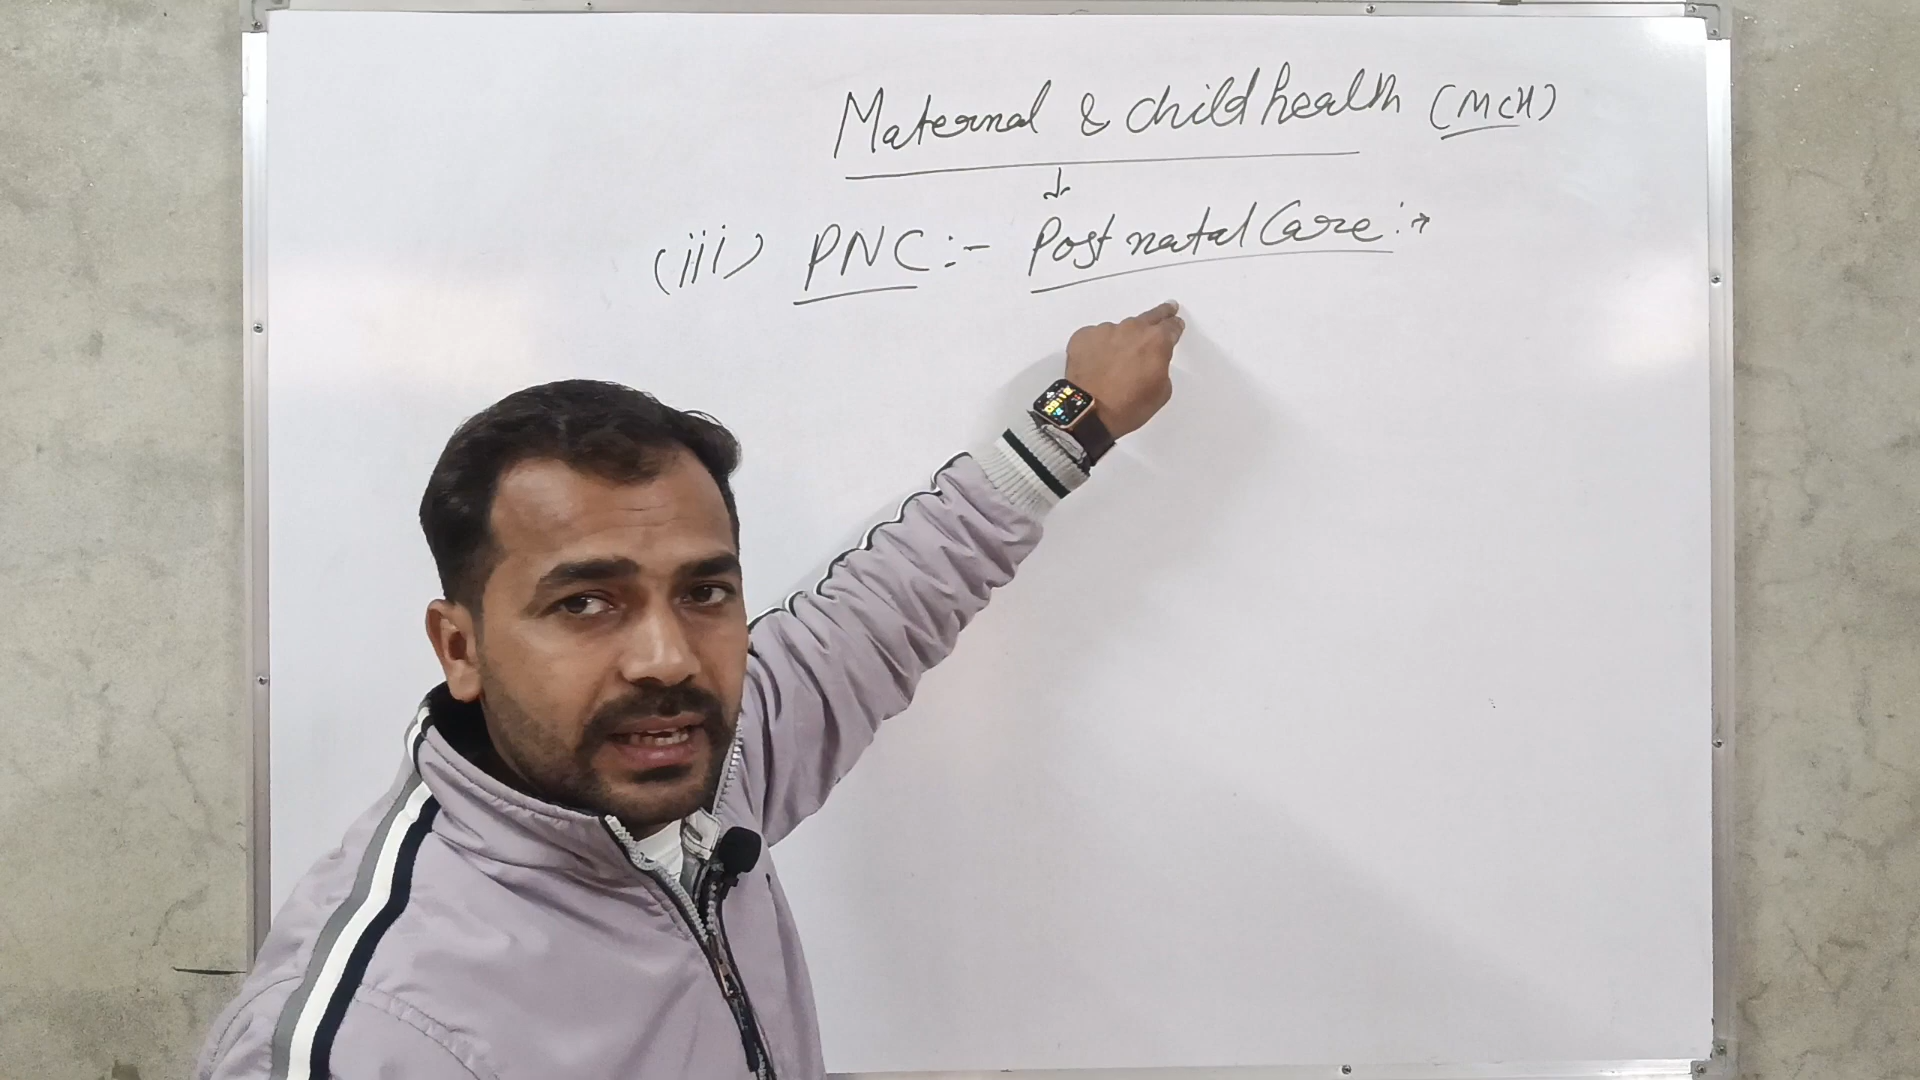 Maternal & child health (MCH)
(iii) PNC :- Post natal Care :→